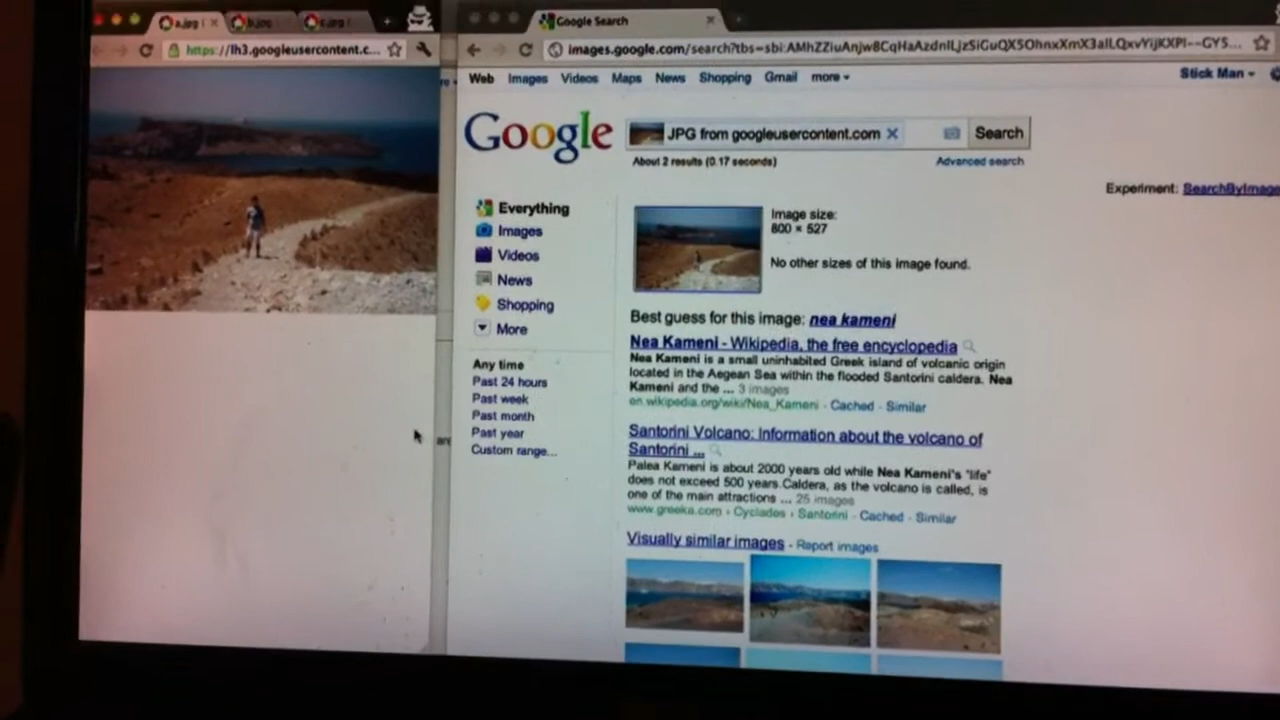 a.jpg
b.jpg
c.jpg
https://lh3.googleusercontent.c...
Google Search
images.google.com/search?tbs=sbi:
Web Images Videos Maps News Shopping Gmail more
Stick Man
Google
JPG from googleusercontent.com
Search
About 2 results (0.17 seconds)
Advanced search
Experiment: SearchByImage
Everything
Images
Videos
News
Shopping
More
Any time
Past 24 hours
Past week
Past month
Past year
Custom range...
Image size:
800 × 527
No other sizes of this image found.
Best guess for this image: nea kameni
Nea Kameni - Wikipedia, the free encyclopedia
Nea Kameni is a small uninhabited Greek island of volcanic origin
located in the Aegean Sea within the flooded Santorini caldera. Nea
Kameni and the ... 3 images
en.wikipedia.org/wiki/Nea_Kameni - Cached - Similar
Santorini Volcano: Information about the volcano of
Santorini ...
Palea Kameni is about 2000 years old while Nea Kameni's "life"
does not exceed 500 years.Caldera, as the volcano is called, is
one of the main attractions ... 25 images
www.greeka.com › Cyclades › Santorini - Cached - Similar
Visually similar images - Report images